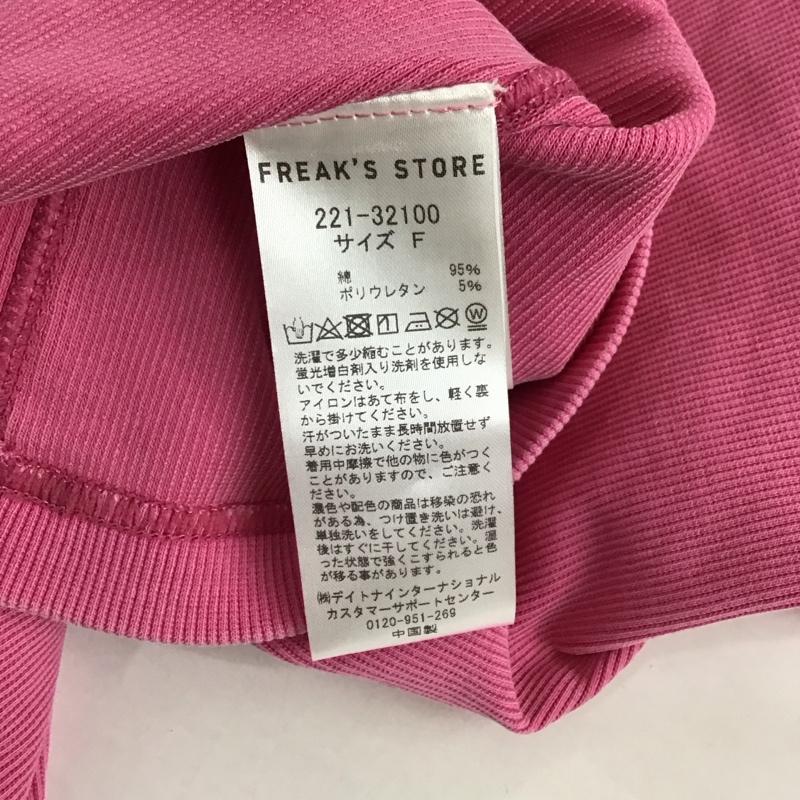 FREAK'S STORE
221-32100
サイズ F
綿 95%
ポリウレタン 5%
W
洗濯で多少縮むことがあります。
蛍光増白剤入り洗剤を使用しな
いでください。
アイロンはあて布をし、軽く裏
から掛けてください。
汗がついたまま長時間放置せず
早めにお洗いください。
着用中摩擦で他の物に色がつく
ことがありますので、ご注意く
ださい。
濃色や配色の商品は移染の恐れ
がある為、つけ置き洗いは避け、
単独洗いをしてください。洗濯
後はすぐに干してください。湿
った状態で強くこすられると色
が移る事があります。
㈱デイトナインターナショナル
カスタマーサポートセンター
0120-951-269
中国製